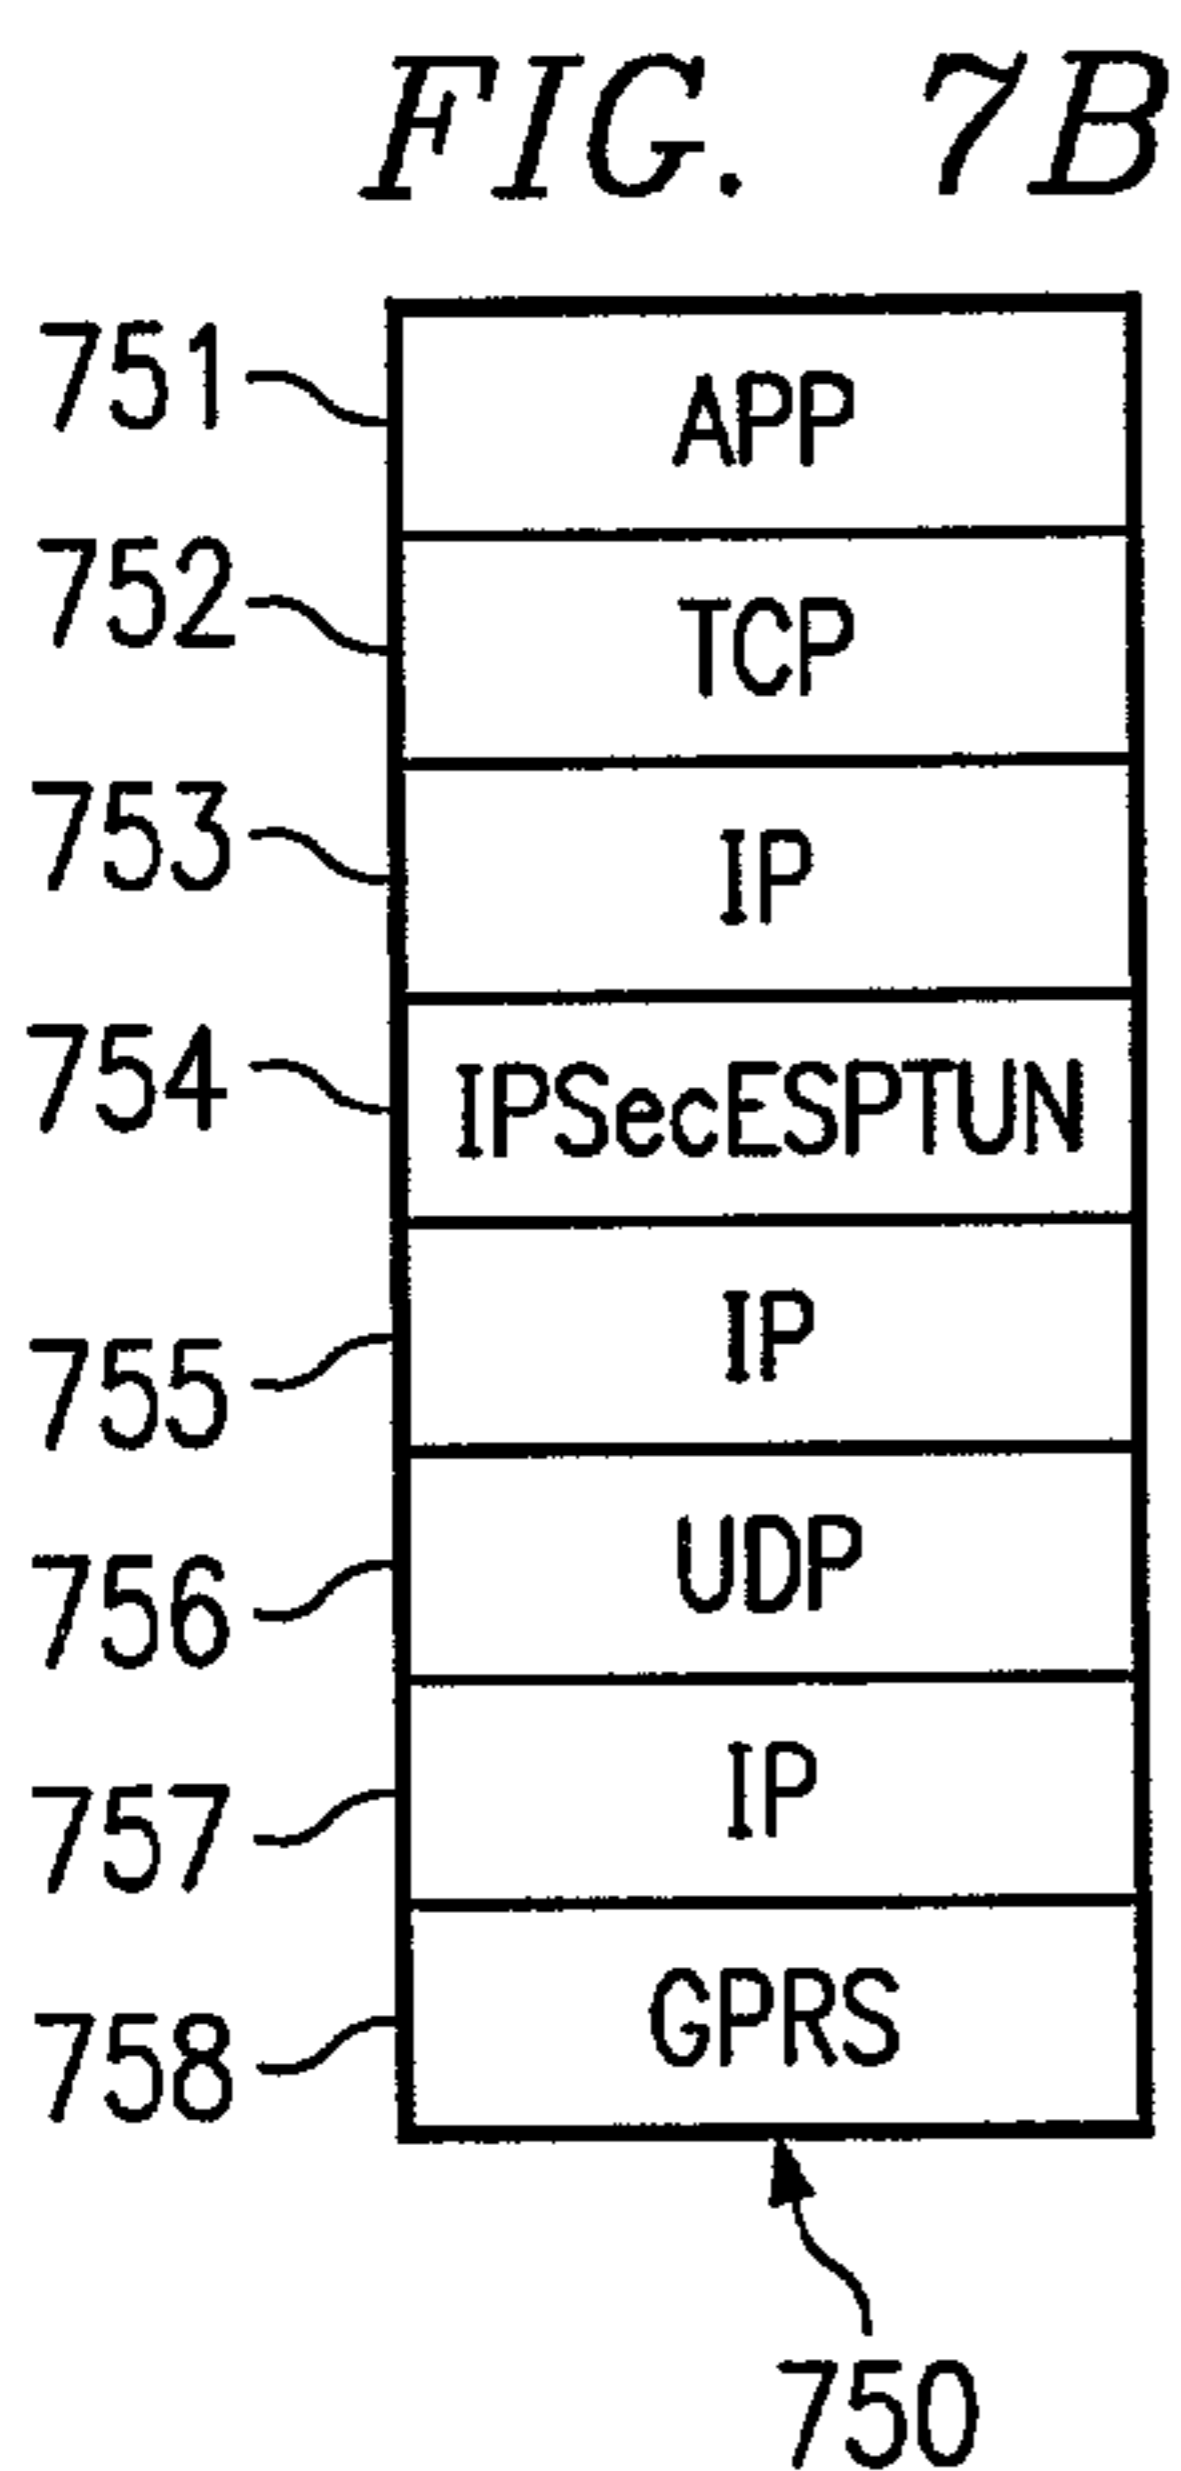 FIG. 7B
751 APP
752 TCP
753 IP
754 IPSecESPTUN
755 IP
756 UDP
757 IP
758 GPRS
750